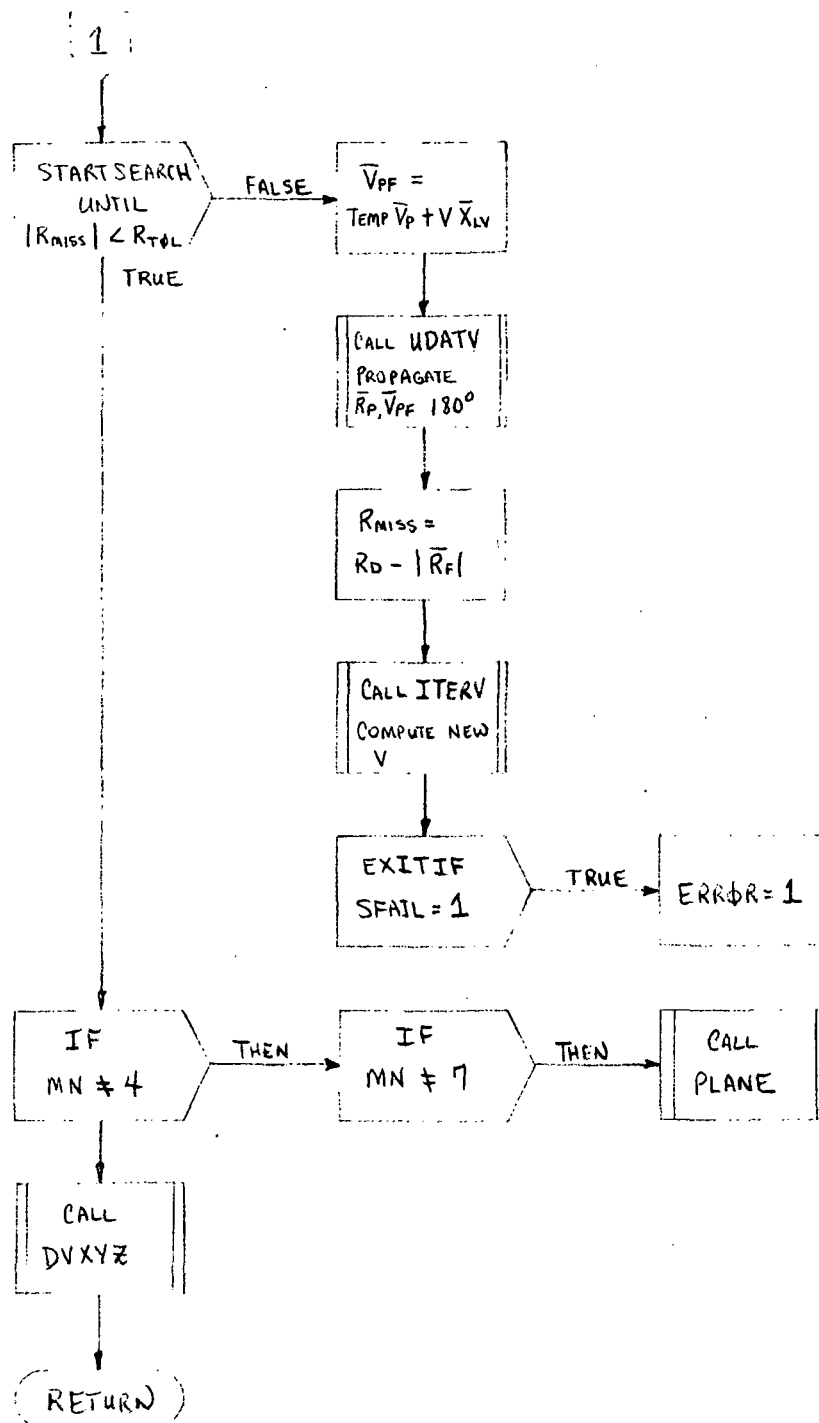 1
START SEARCH
UNTIL
|RMISS| < RTØL
FALSE
TRUE
V̄PF =
TEMP V̄P + V X̄LV
CALL UDATV
PROPAGATE
R̄P, V̄PF 180°
RMISS =
RD - |R̄F|
CALL ITERV
COMPUTE NEW
V
EXITIF
SFAIL = 1
TRUE
ERRØR = 1
IF
MN ≠ 4
THEN
IF
MN ≠ 7
THEN
CALL
PLANE
CALL
DVXYZ
RETURN